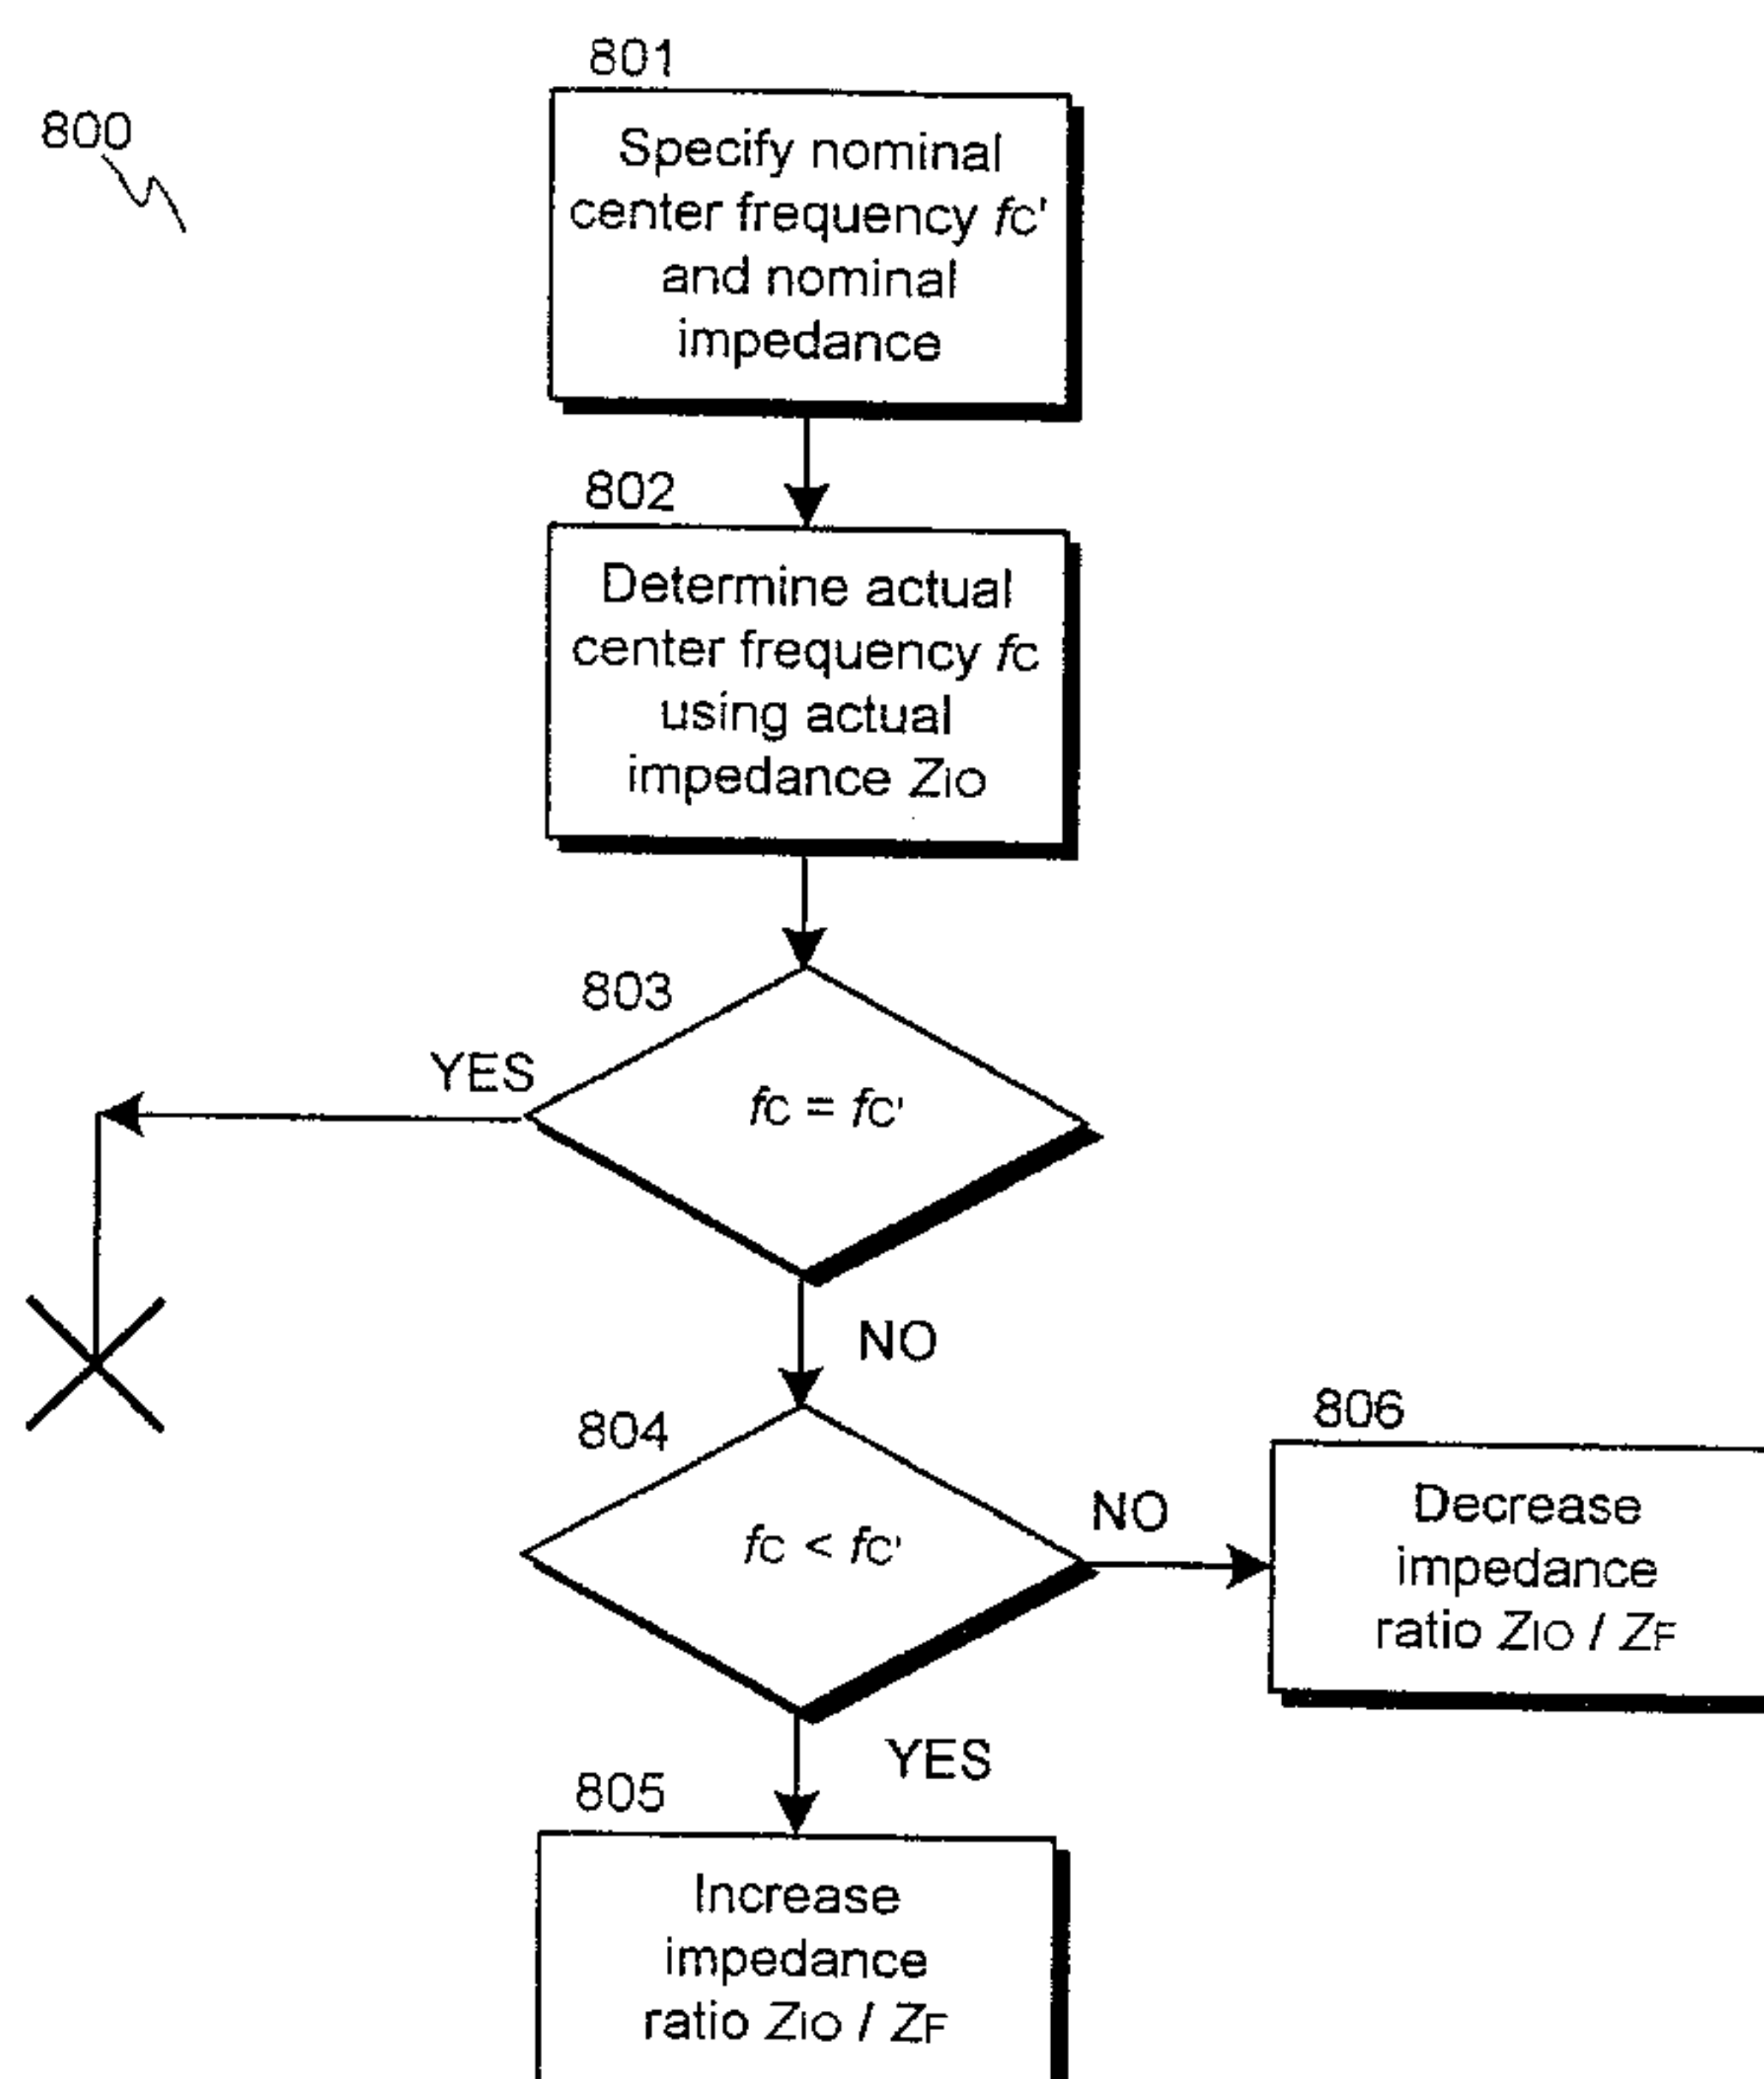 801
800
Specify nominal
center frequency fC'
and nominal
impedance
802
Determine actual
center frequency fC
using actual
impedance ZIO
803
YES
fC = fC'
NO
804
fC < fC'
NO
806
Decrease
impedance
ratio ZIO / ZF
YES
805
Increase
impedance
ratio ZIO / ZF